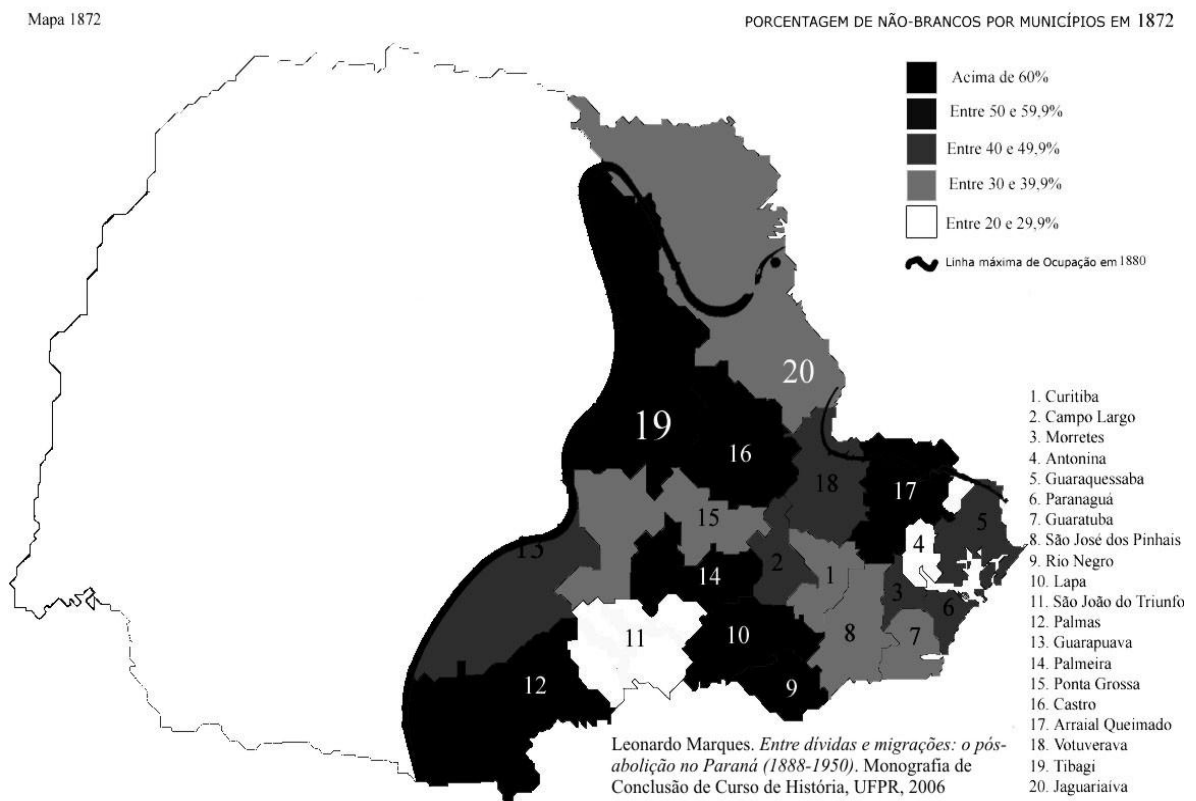 Mapa 1872
PORCENTAGEM DE NÃO-BRANCOS POR MUNICÍPIOS EM 1872
Acima de 60%
Entre 50 e 59,9%
Entre 40 e 49,9%
Entre 30 e 39,9%
Entre 20 e 29,9%
Linha máxima de Ocupação em 1880
20
19
16
18
17
15
5
13
4
2
14
1
3
6
11
10
8
7
12
9
1. Curitiba
2. Campo Largo
3. Morretes
4. Antonina
5. Guaraquessaba
6. Paranaguá
7. Guaratuba
8. São José dos Pinhais
9. Rio Negro
10. Lapa
11. São João do Triunfo
12. Palmas
13. Guarapuava
14. Palmeira
15. Ponta Grossa
16. Castro
17. Arraial Queimado
18. Votuverava
19. Tibagi
20. Jaguariaíva
Leonardo Marques. Entre dívidas e migrações: o pós-
abolição no Paraná (1888-1950). Monografia de
Conclusão de Curso de História, UFPR, 2006